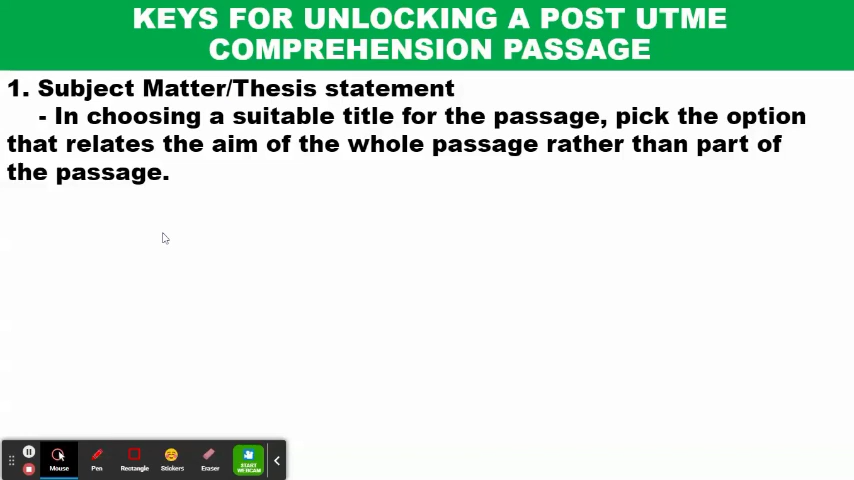 KEYS FOR UNLOCKING A POST UTME
COMPREHENSION PASSAGE
1. Subject Matter/Thesis statement
- In choosing a suitable title for the passage, pick the option
that relates the aim of the whole passage rather than part of
the passage.
Mouse
Pen
Rectangle
Stickers
Eraser
START
WEBCAM